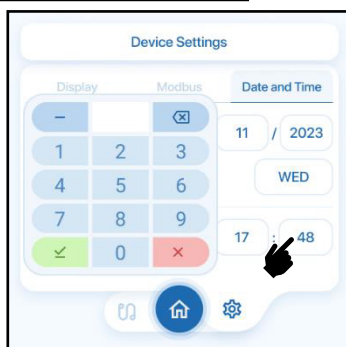 Device Settings
Display Modbus Date and Time
–
1 2 3
4 5 6
7 8 9
0 ×
11 / 2023
WED
17 : 48